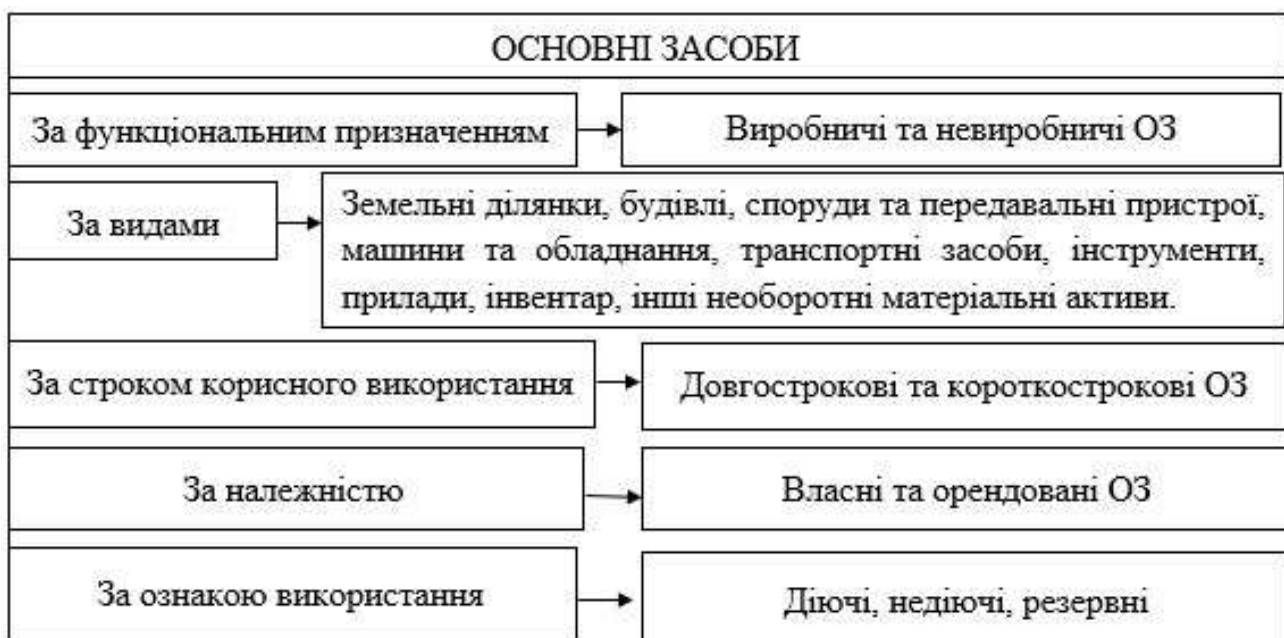 ОСНОВНІ ЗАСОБИ
За функціональним призначенням
Виробничі та невиробничі ОЗ
За видами
Земельні ділянки, будівлі, споруди та передавальні пристрої,
машини та обладнання, транспортні засоби, інструменти,
прилади, інвентар, інші необоротні матеріальні активи.
За строком корисного використання
Довгострокові та короткострокові ОЗ
За належністю
Власні та орендовані ОЗ
За ознакою використання
Діючі, недіючі, резервні